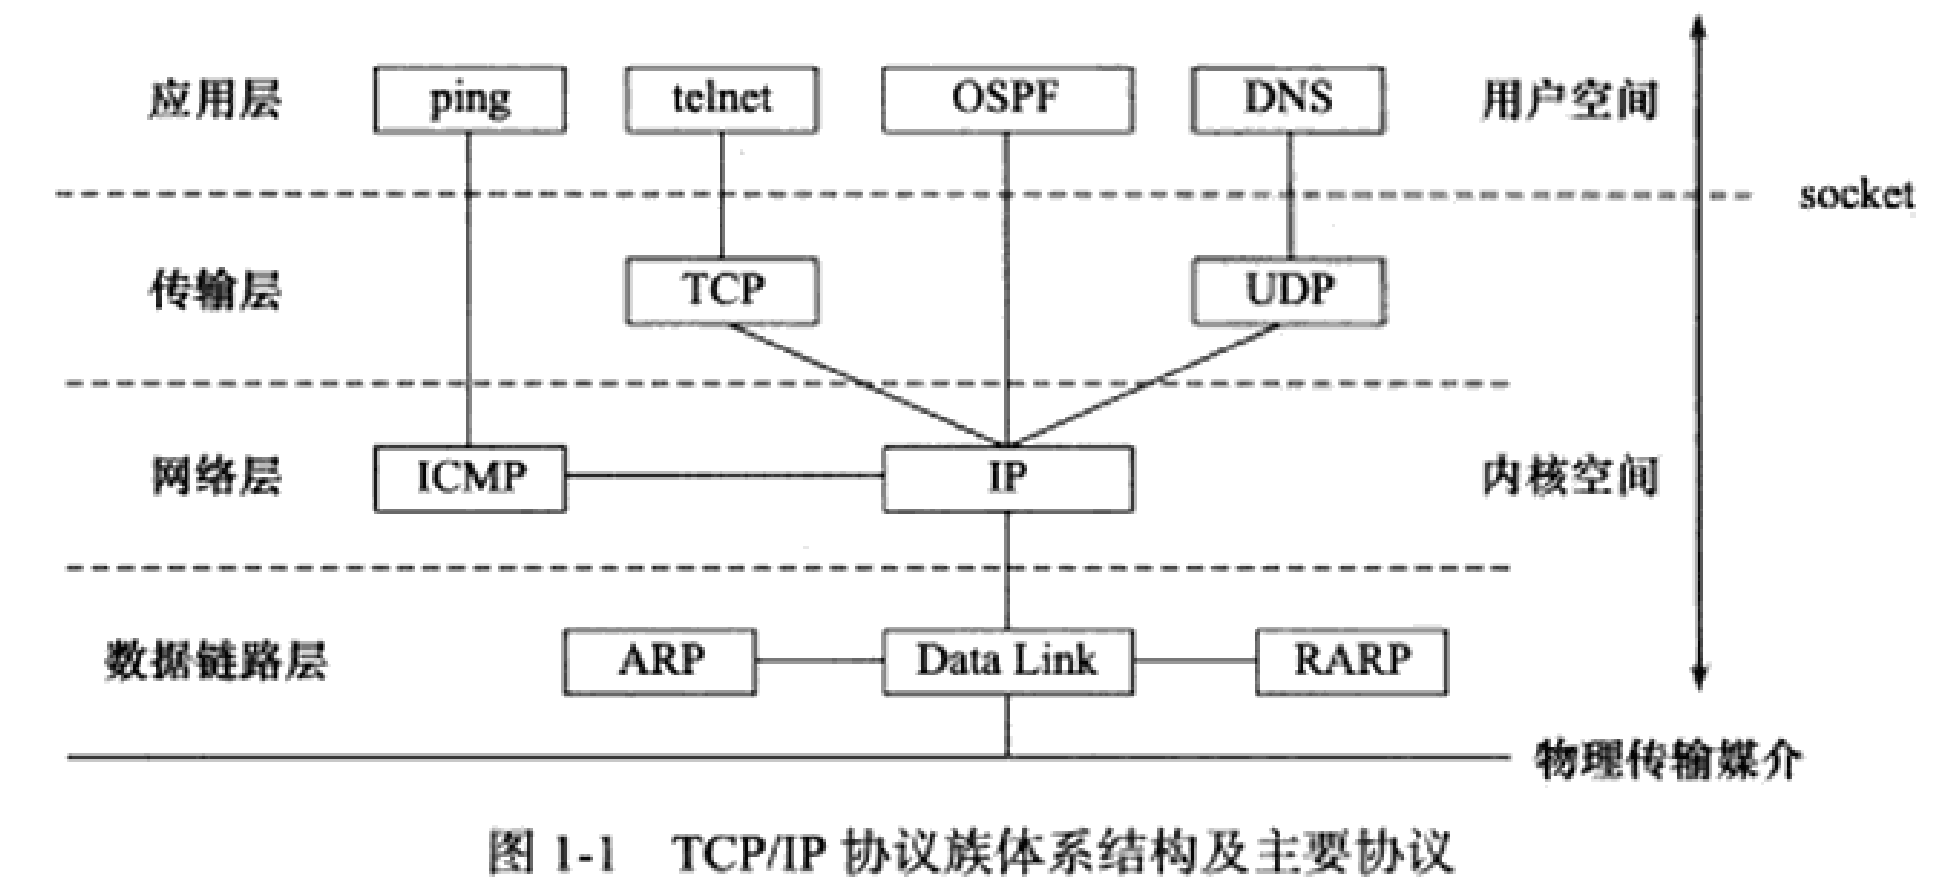 应用层 ping telnet OSPF DNS 用户空间
socket
传输层 TCP UDP
网络层 ICMP IP 内核空间
数据链路层 ARP Data Link RARP
物理传输媒介
图 1-1 TCP/IP 协议族体系结构及主要协议